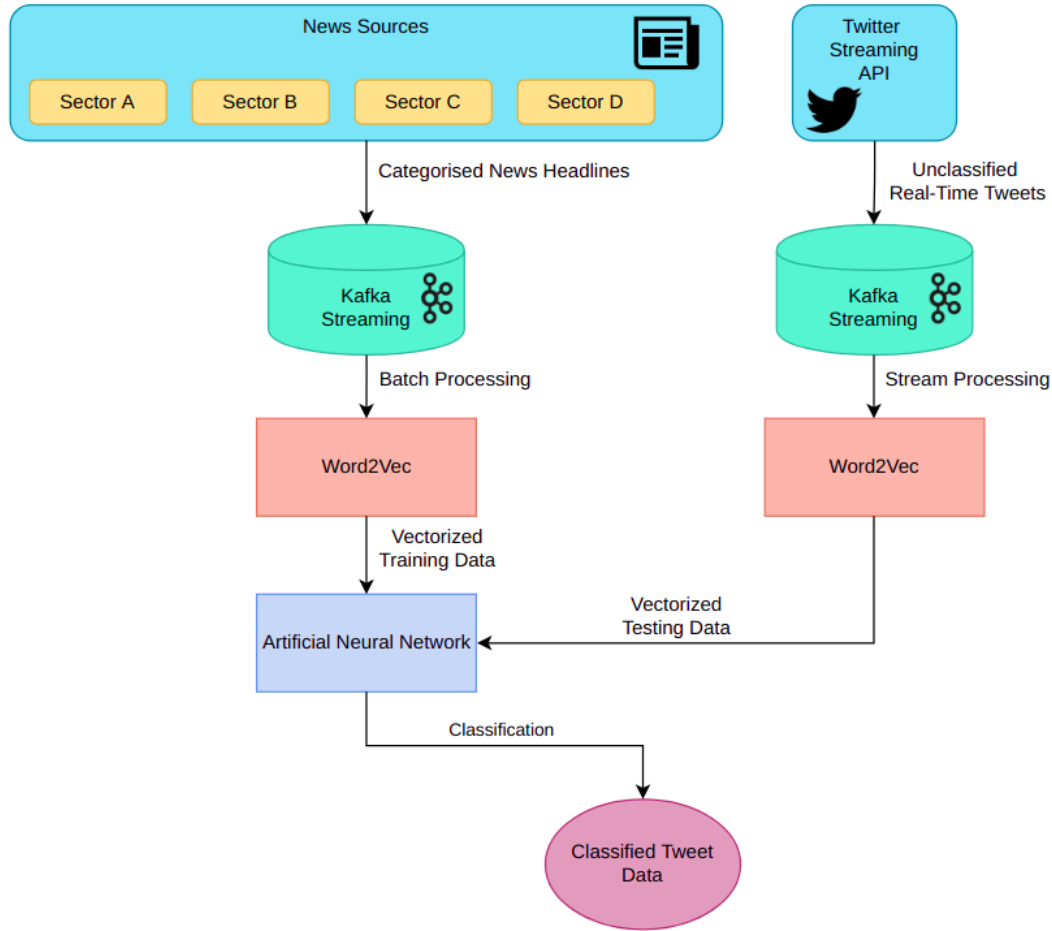 News Sources
Sector A
Sector B
Sector C
Sector D
Twitter
Streaming
API
Categorised News Headlines
Unclassified
Real-Time Tweets
Kafka
Streaming
Kafka
Streaming
Batch Processing
Stream Processing
Word2Vec
Word2Vec
Vectorized
Training Data
Vectorized
Testing Data
Artificial Neural Network
Classification
Classified Tweet
Data